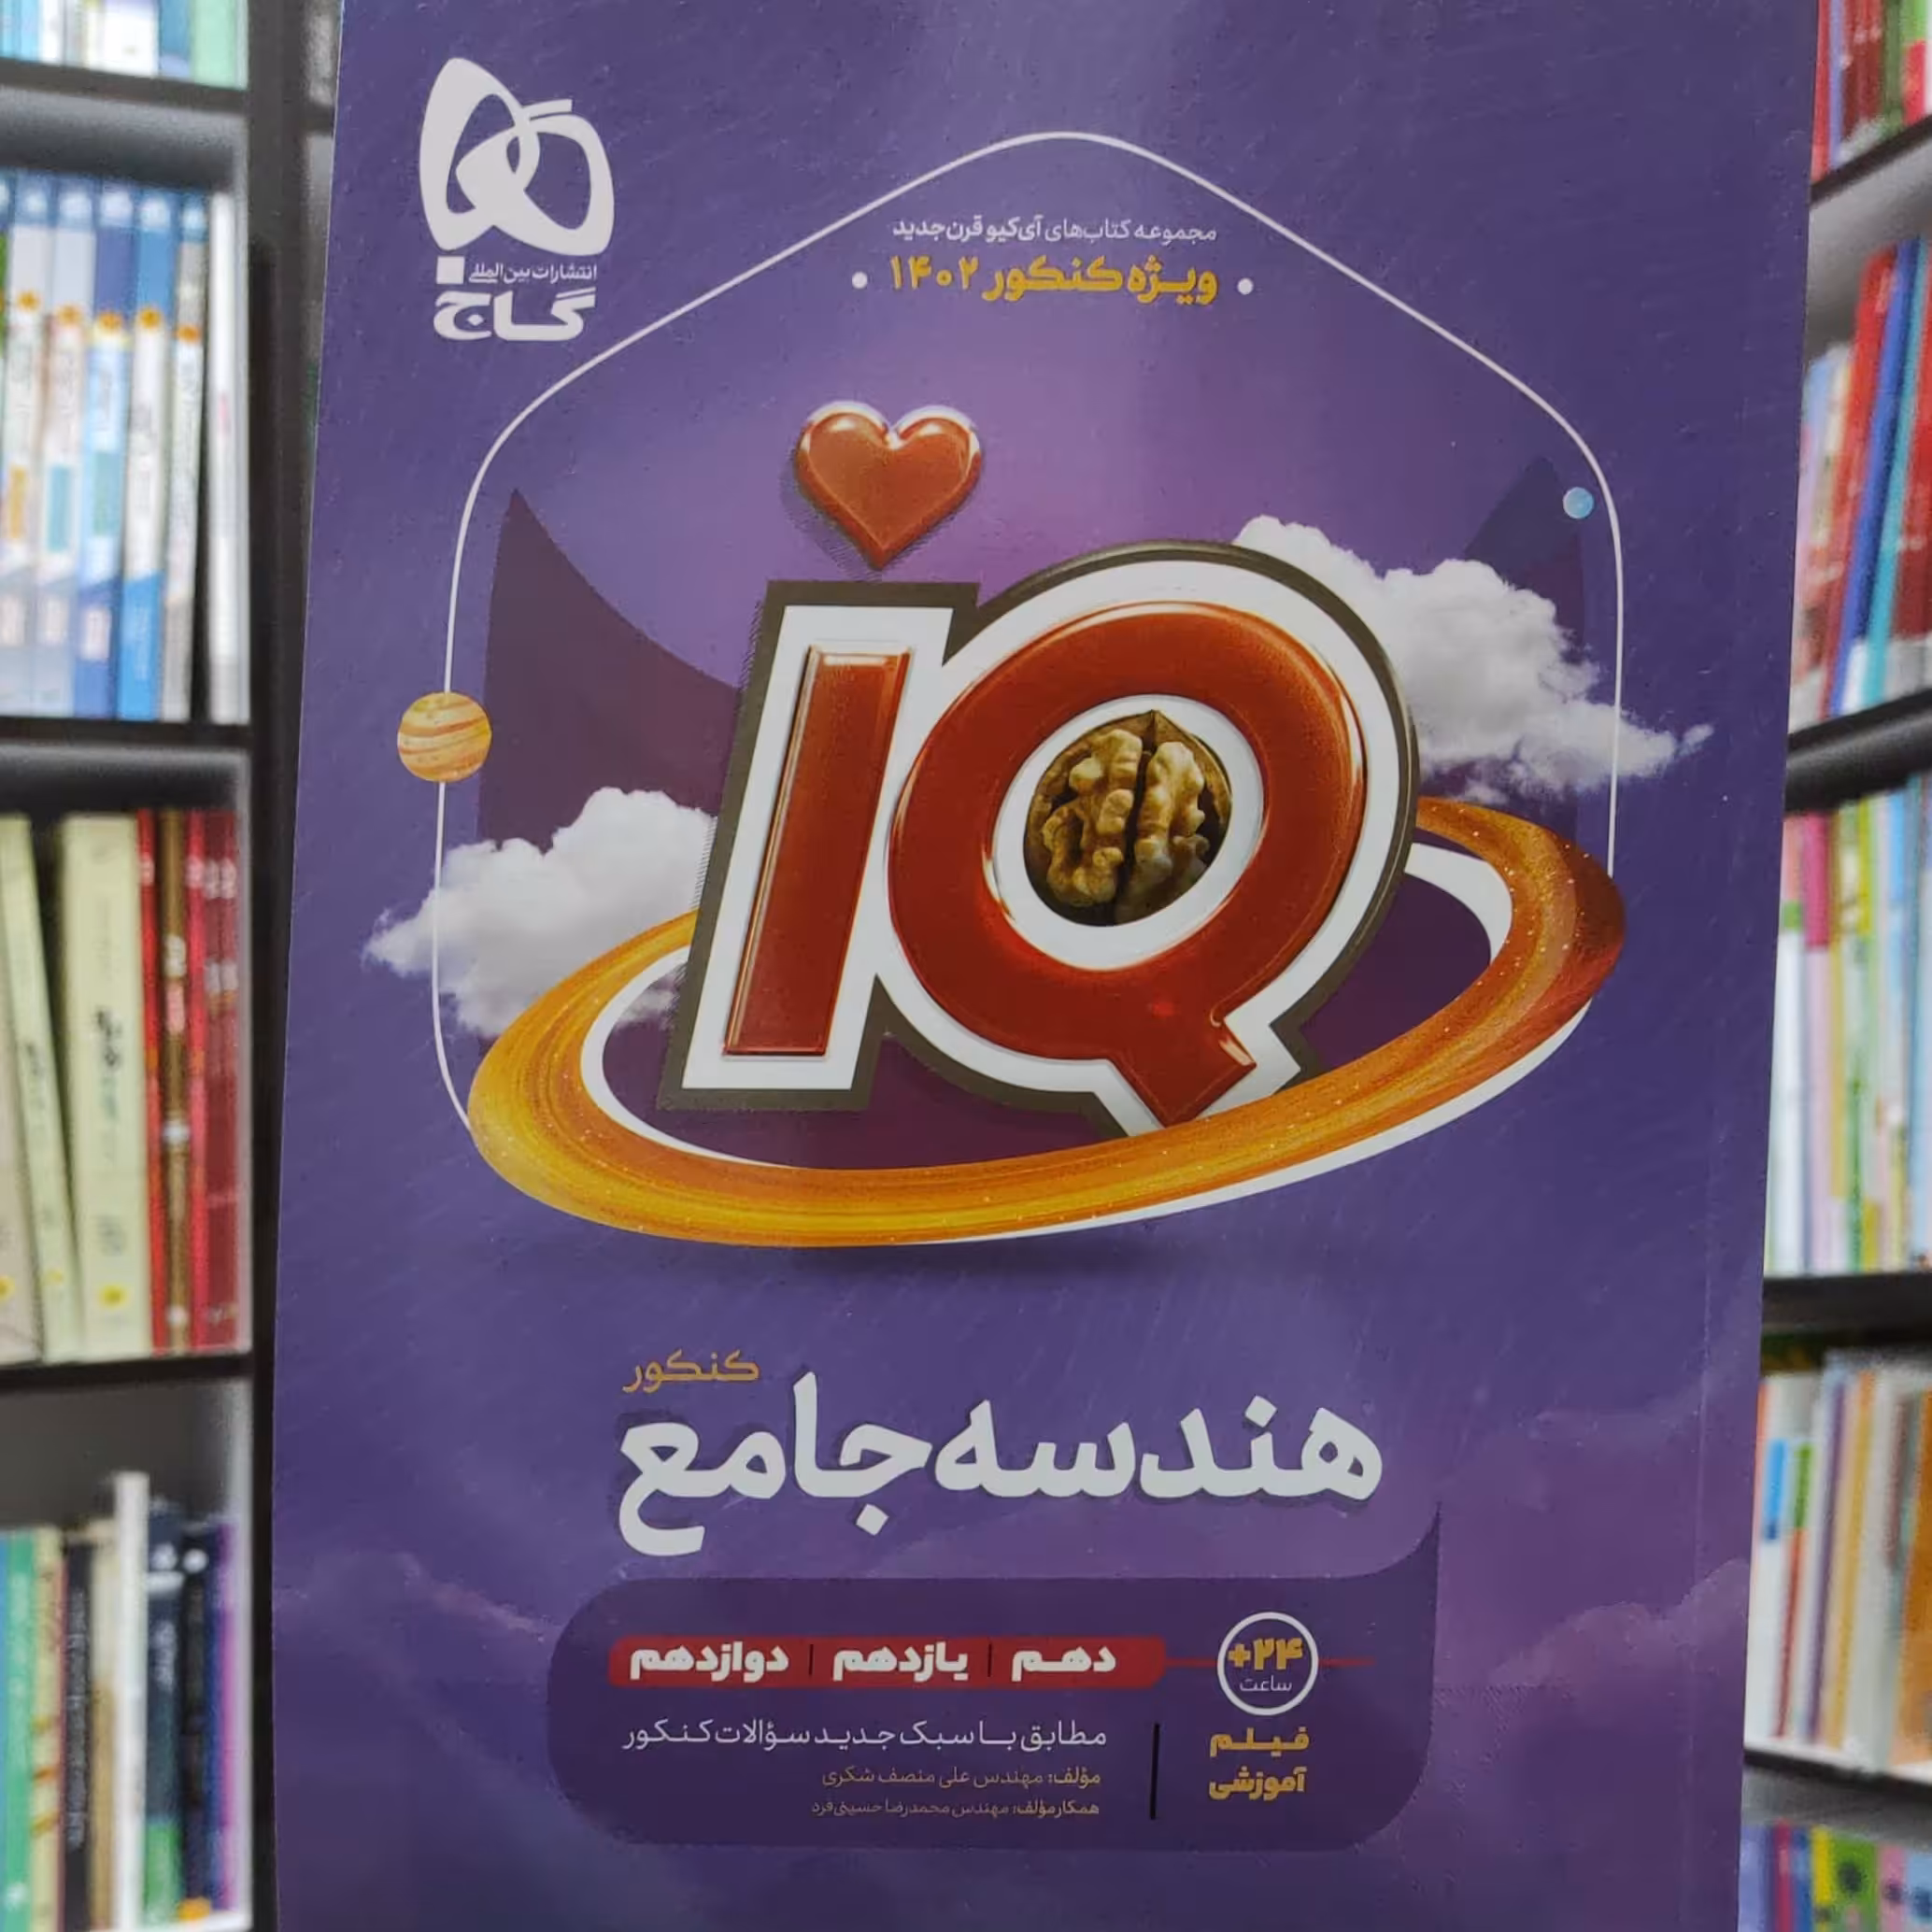 انتشارات بین‌المللی
گاج
مجموعه کتاب‌های آی‌کیو قرن جدید
• ویژه کنکور ۱۴۰۲ •
IQ
کنکور
هندسه جامع
دهم | یازدهم | دوازدهم
+۲۴
ساعت
فیلم
آموزشی
مطابق با سبک جدید سؤالات کنکور
مؤلف: مهندس علی منصف شکری
همکار مؤلف: مهندس محمدرضا حسینی‌فرد